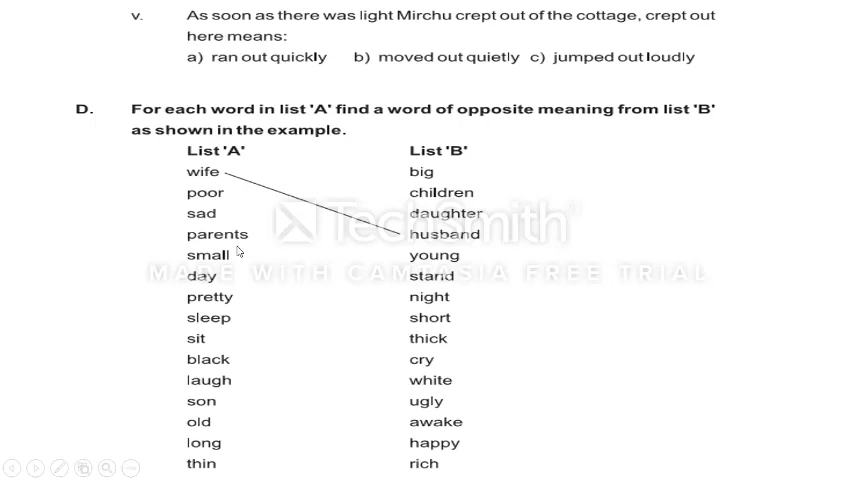 v. As soon as there was light Mirchu crept out of the cottage, crept out
here means:
a) ran out quickly b) moved out quietly c) jumped out loudly
D. For each word in list 'A' find a word of opposite meaning from list 'B'
as shown in the example.
List 'A' List 'B'
wife big
poor children
sad daughter
parents husband
small young
day stand
pretty night
sleep short
sit thick
black cry
laugh white
son ugly
old awake
long happy
thin rich
TechSmith
MADE WITH CAMTASIA FREE TRIAL